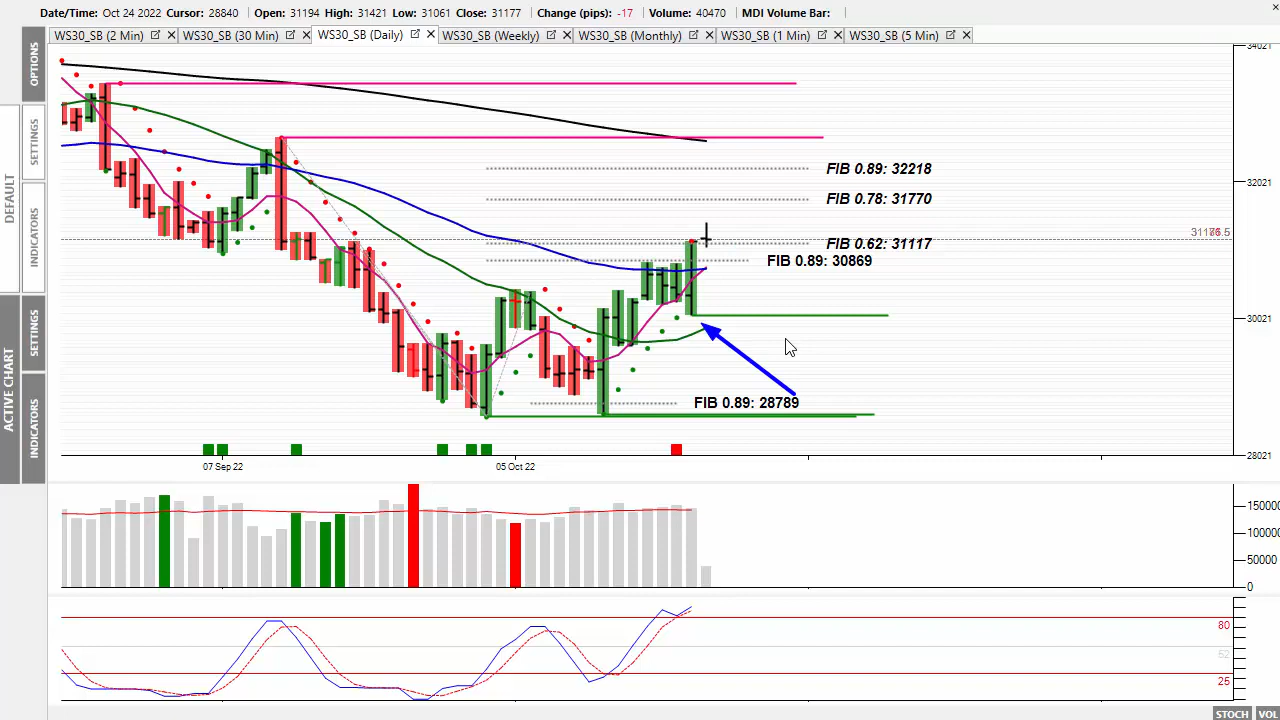 Date/Time: Oct 24 2022 Cursor: 28840 Open: 31194 High: 31421 Low: 31061 Close: 31177 Change (pips): -17 Volume: 40470 MDI Volume Bar:
WS30_SB (2 Min) WS30_SB (30 Min) WS30_SB (Daily) WS30_SB (Weekly) WS30_SB (Monthly) WS30_SB (1 Min) WS30_SB (5 Min)
OPTIONS
SETTINGS
DEFAULT
INDICATORS
SETTINGS
ACTIVE CHART
INDICATORS
34021
FIB 0.89: 32218
32021
FIB 0.78: 31770
FIB 0.62: 31117
FIB 0.89: 30869
30021
FIB 0.89: 28789
28021
07 Sep 22
05 Oct 22
150000
100000
50000
0
80
52
25
STOCH VOL